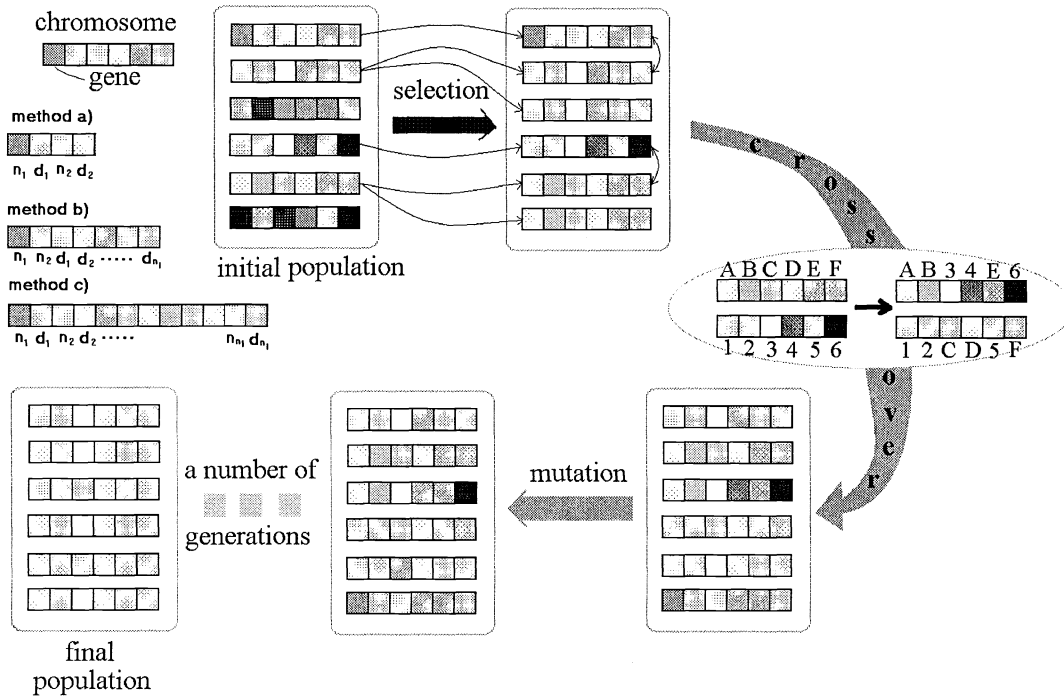 chromosome
gene
method a)
n₁ d₁ n₂ d₂
method b)
n₁ n₂ d₁ d₂ ····· dₙ₁
method c)
n₁ d₁ n₂ d₂ ····· nₙ₁ dₙ₁
initial population
selection
crossover
A B C D E F
1 2 3 4 5 6
A B 3 4 E 6
1 2 C D 5 F
mutation
a number of
generations
final
population